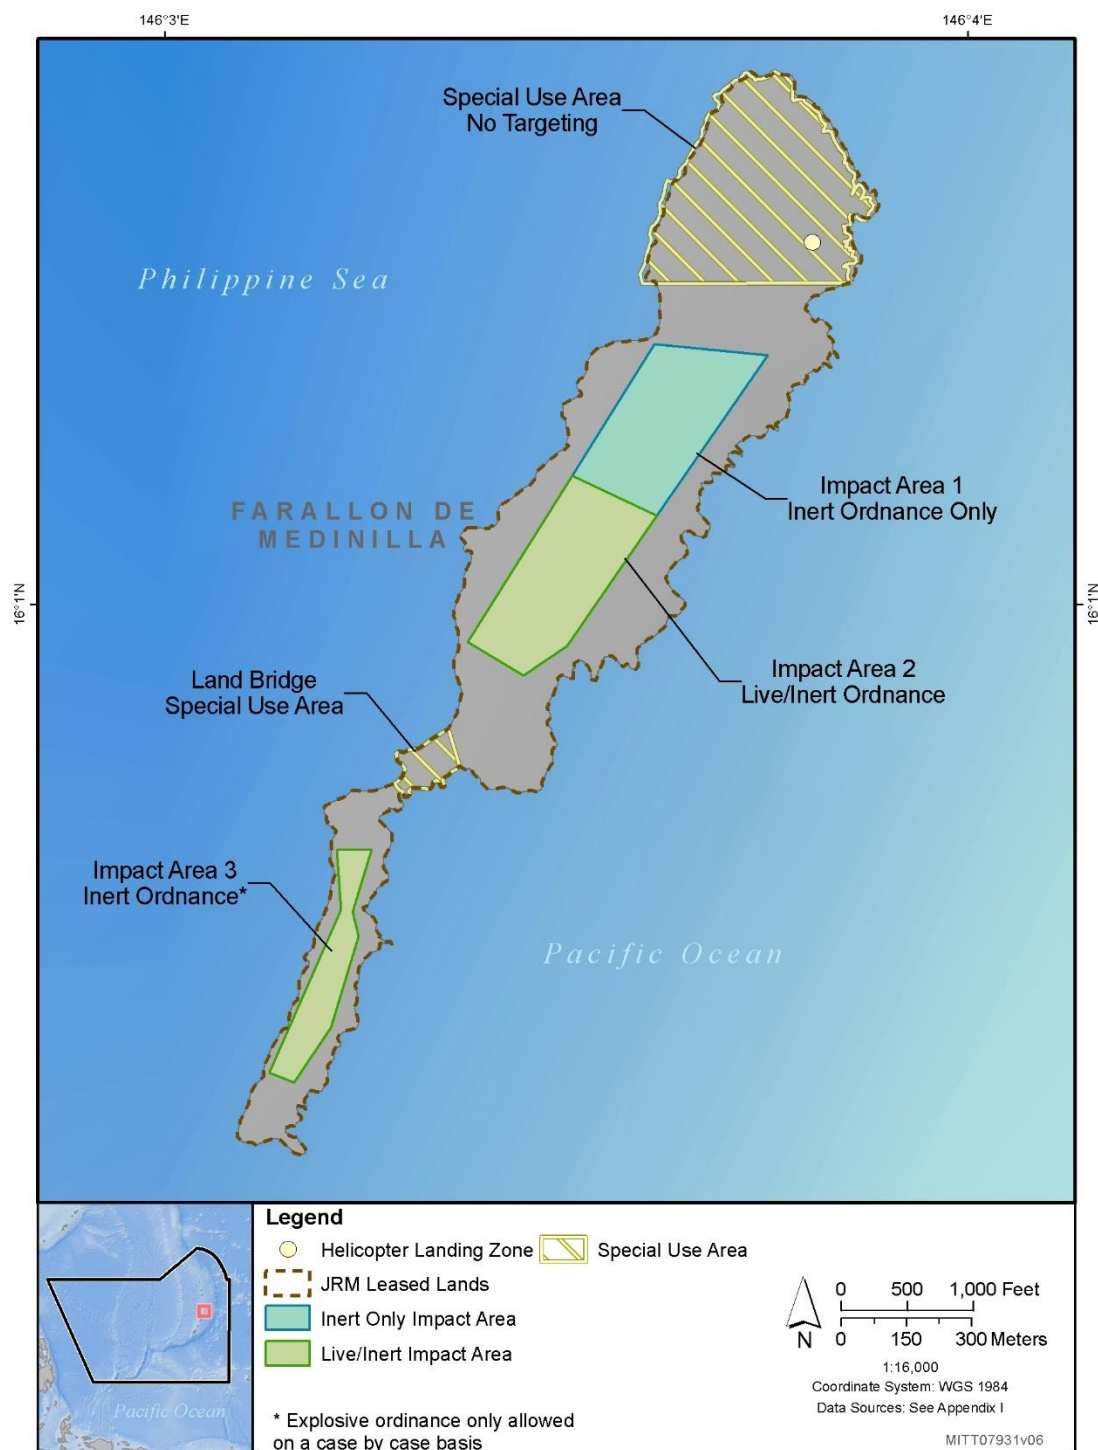 146°3'E
146°4'E
Special Use Area
No Targeting
Philippine Sea
Impact Area 1
Inert Ordnance Only
FARALLON DE
MEDINILLA
16°1'N
16°1'N
Impact Area 2
Live/Inert Ordnance
Land Bridge
Special Use Area
Impact Area 3
Inert Ordnance*
Pacific Ocean
Legend
Helicopter Landing Zone
Special Use Area
JRM Leased Lands
Inert Only Impact Area
Live/Inert Impact Area
* Explosive ordinance only allowed
on a case by case basis
N
0 500 1,000 Feet
0 150 300 Meters
1:16,000
Coordinate System: WGS 1984
Data Sources: See Appendix I
MITT07931v06
Pacific Ocean